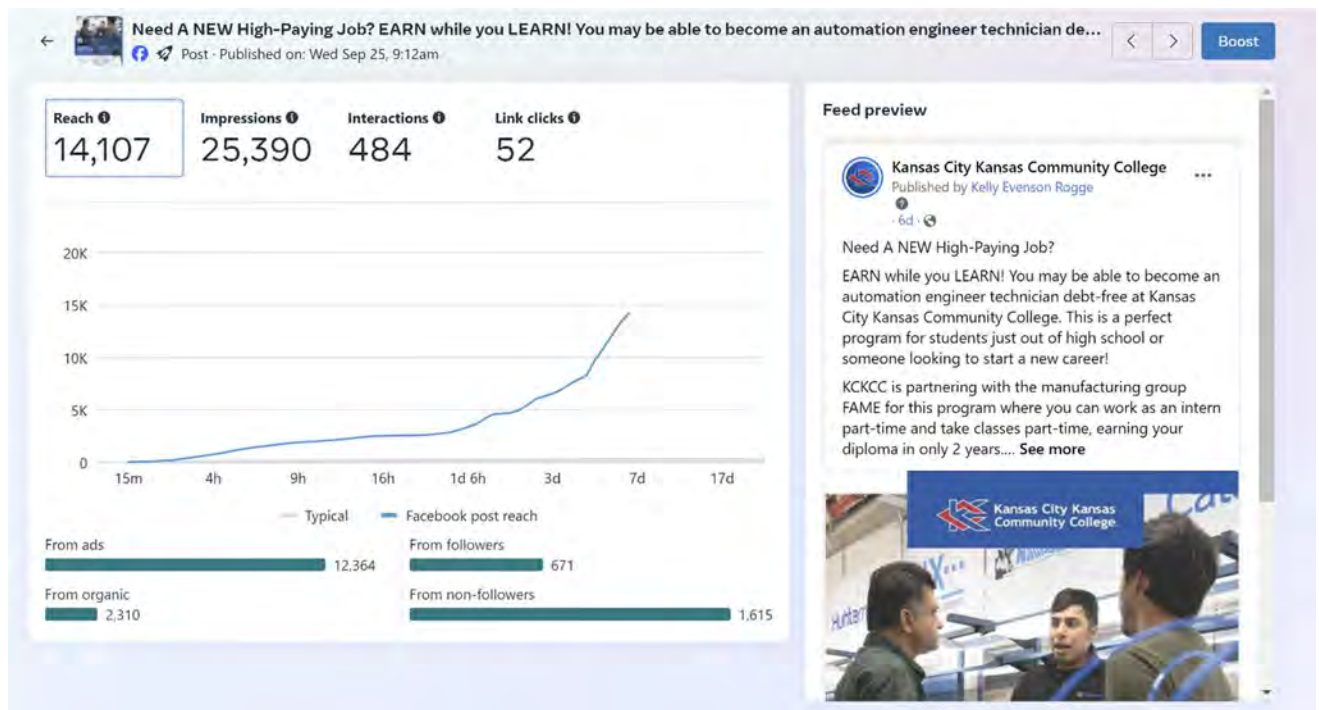 Need A NEW High-Paying Job? EARN while you LEARN! You may be able to become an automation engineer technician de...
Post · Published on: Wed Sep 25, 9:12am
Boost
Reach
14,107
Impressions
25,390
Interactions
484
Link clicks
52
20K
15K
10K
5K
0
15m 4h 9h 16h 1d 6h 3d 7d 17d
Typical Facebook post reach
From ads
12,364
From organic
2,310
From followers
671
From non-followers
1,615
Feed preview
Kansas City Kansas Community College
Published by Kelly Evenson Rogge
· 6d ·
Need A NEW High-Paying Job?
EARN while you LEARN! You may be able to become an
automation engineer technician debt-free at Kansas
City Kansas Community College. This is a perfect
program for students just out of high school or
someone looking to start a new career!
KCKCC is partnering with the manufacturing group
FAME for this program where you can work as an intern
part-time and take classes part-time, earning your
diploma in only 2 years.... See more
Kansas City Kansas
Community College